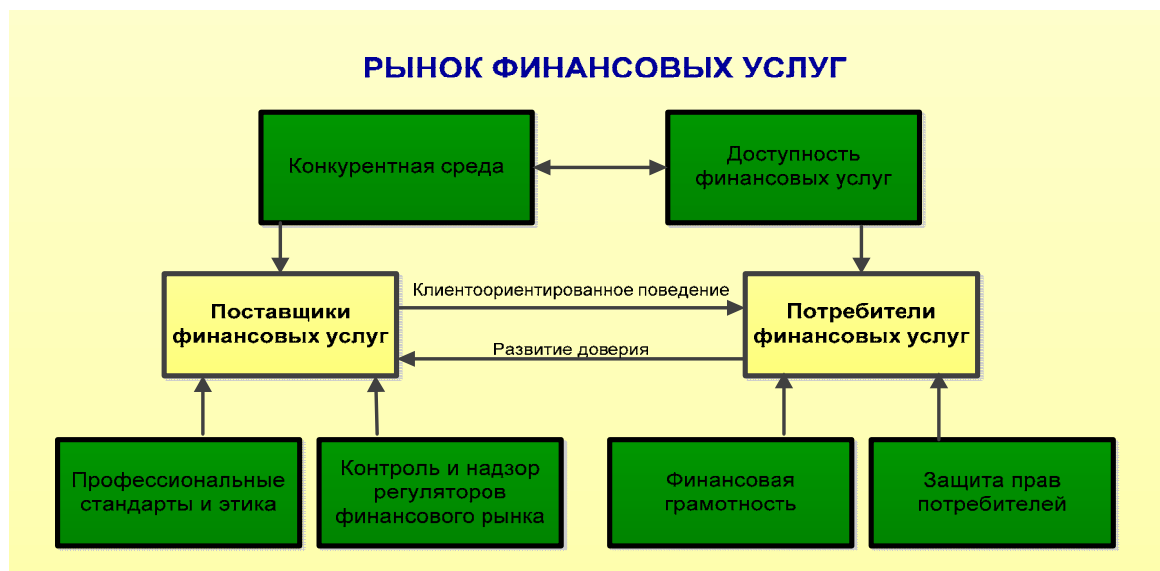 РЫНОК ФИНАНСОВЫХ УСЛУГ
Конкурентная среда
Доступность
финансовых услуг
Поставщики
финансовых услуг
Клиентоориентированное поведение
Развитие доверия
Потребители
финансовых услуг
Профессиональные
стандарты и этика
Контроль и надзор
регуляторов
финансового рынка
Финансовая
грамотность
Защита прав
потребителей